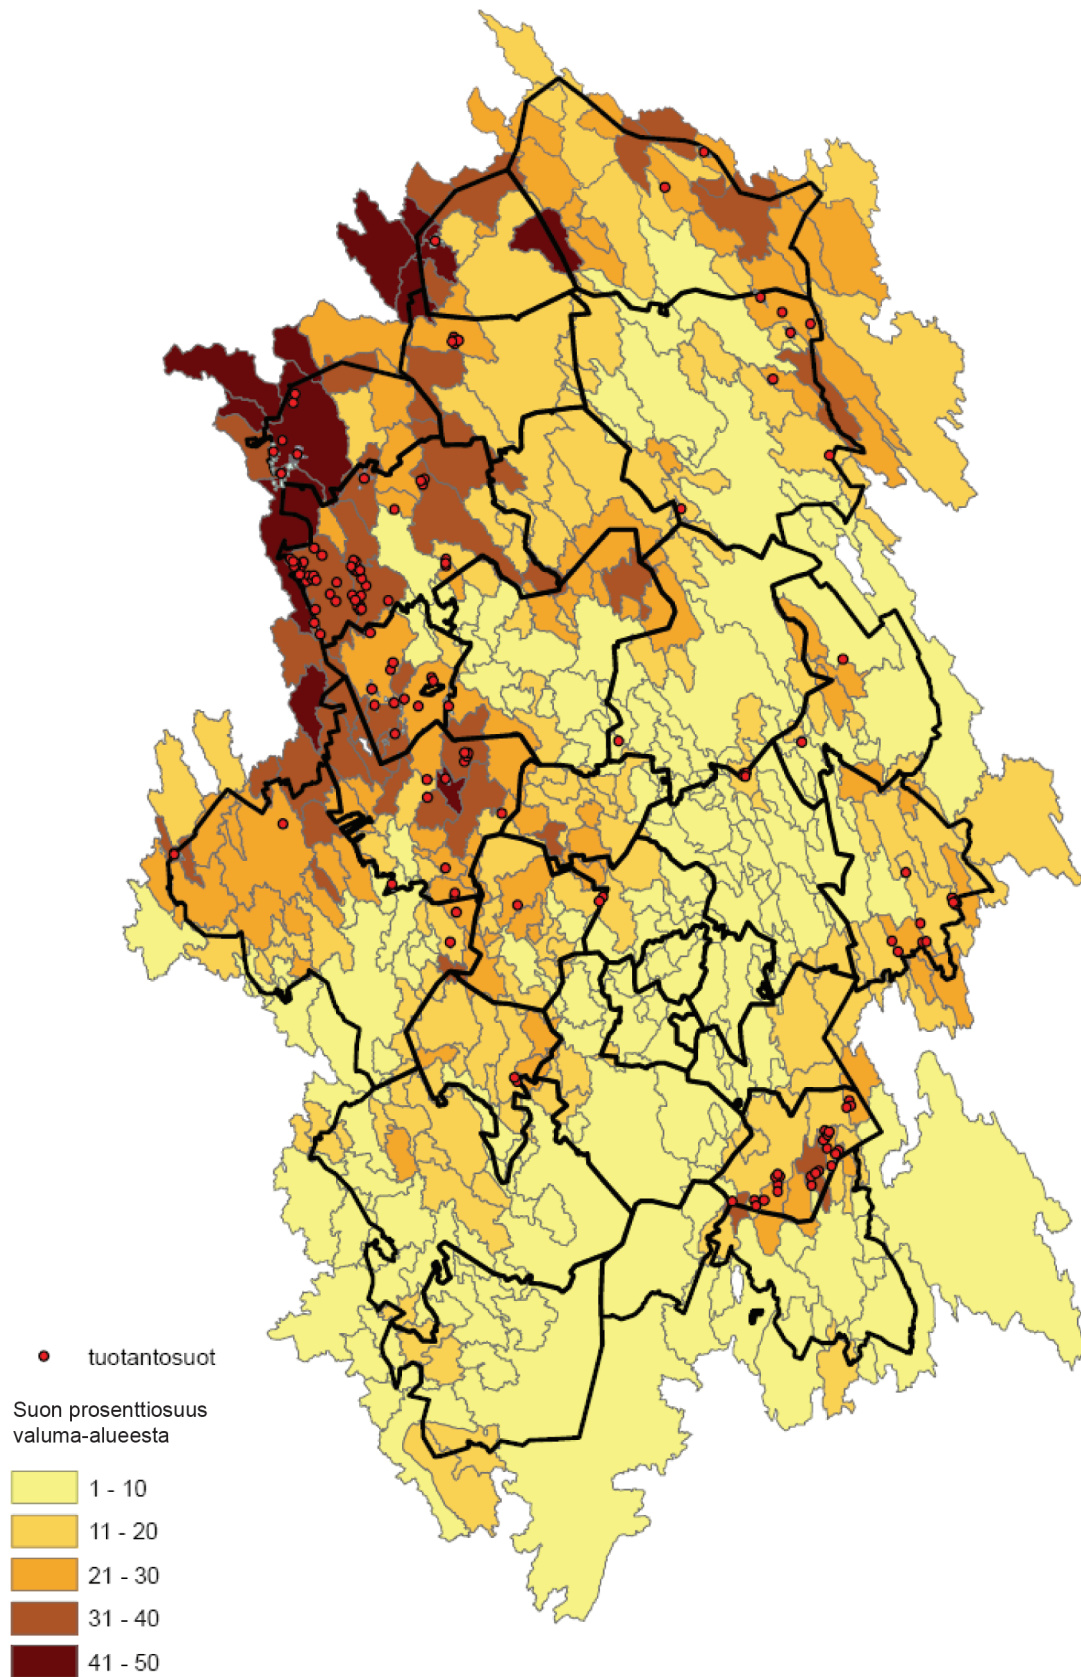 tuotantosuot
Suon prosenttiosuus
valuma-alueesta
1 - 10
11 - 20
21 - 30
31 - 40
41 - 50